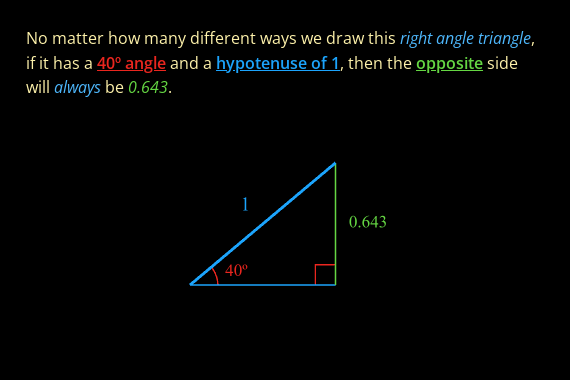 No matter how many different ways we draw this right angle triangle,
if it has a 40º angle and a hypotenuse of 1, then the opposite side
will always be 0.643.
1
0.643
40º